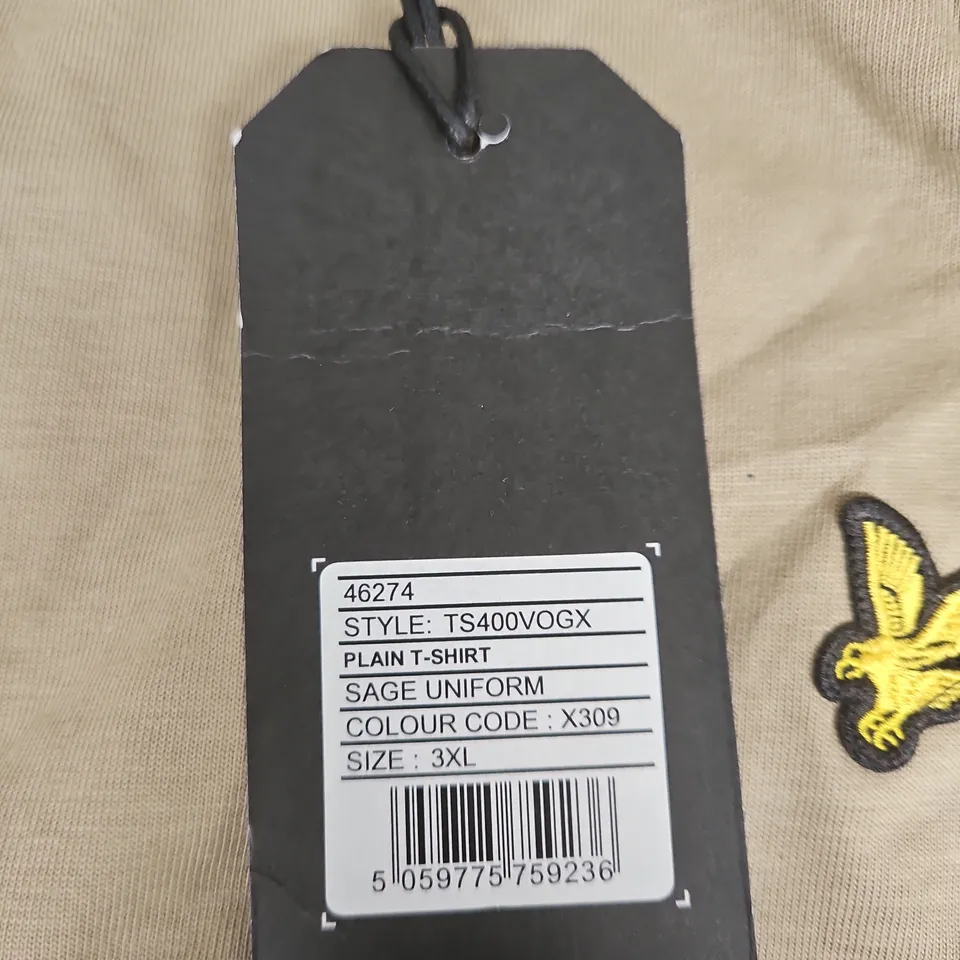 46274
STYLE: TS400VOGX
PLAIN T-SHIRT
SAGE UNIFORM
COLOUR CODE : X309
SIZE : 3XL
5 059775 759236